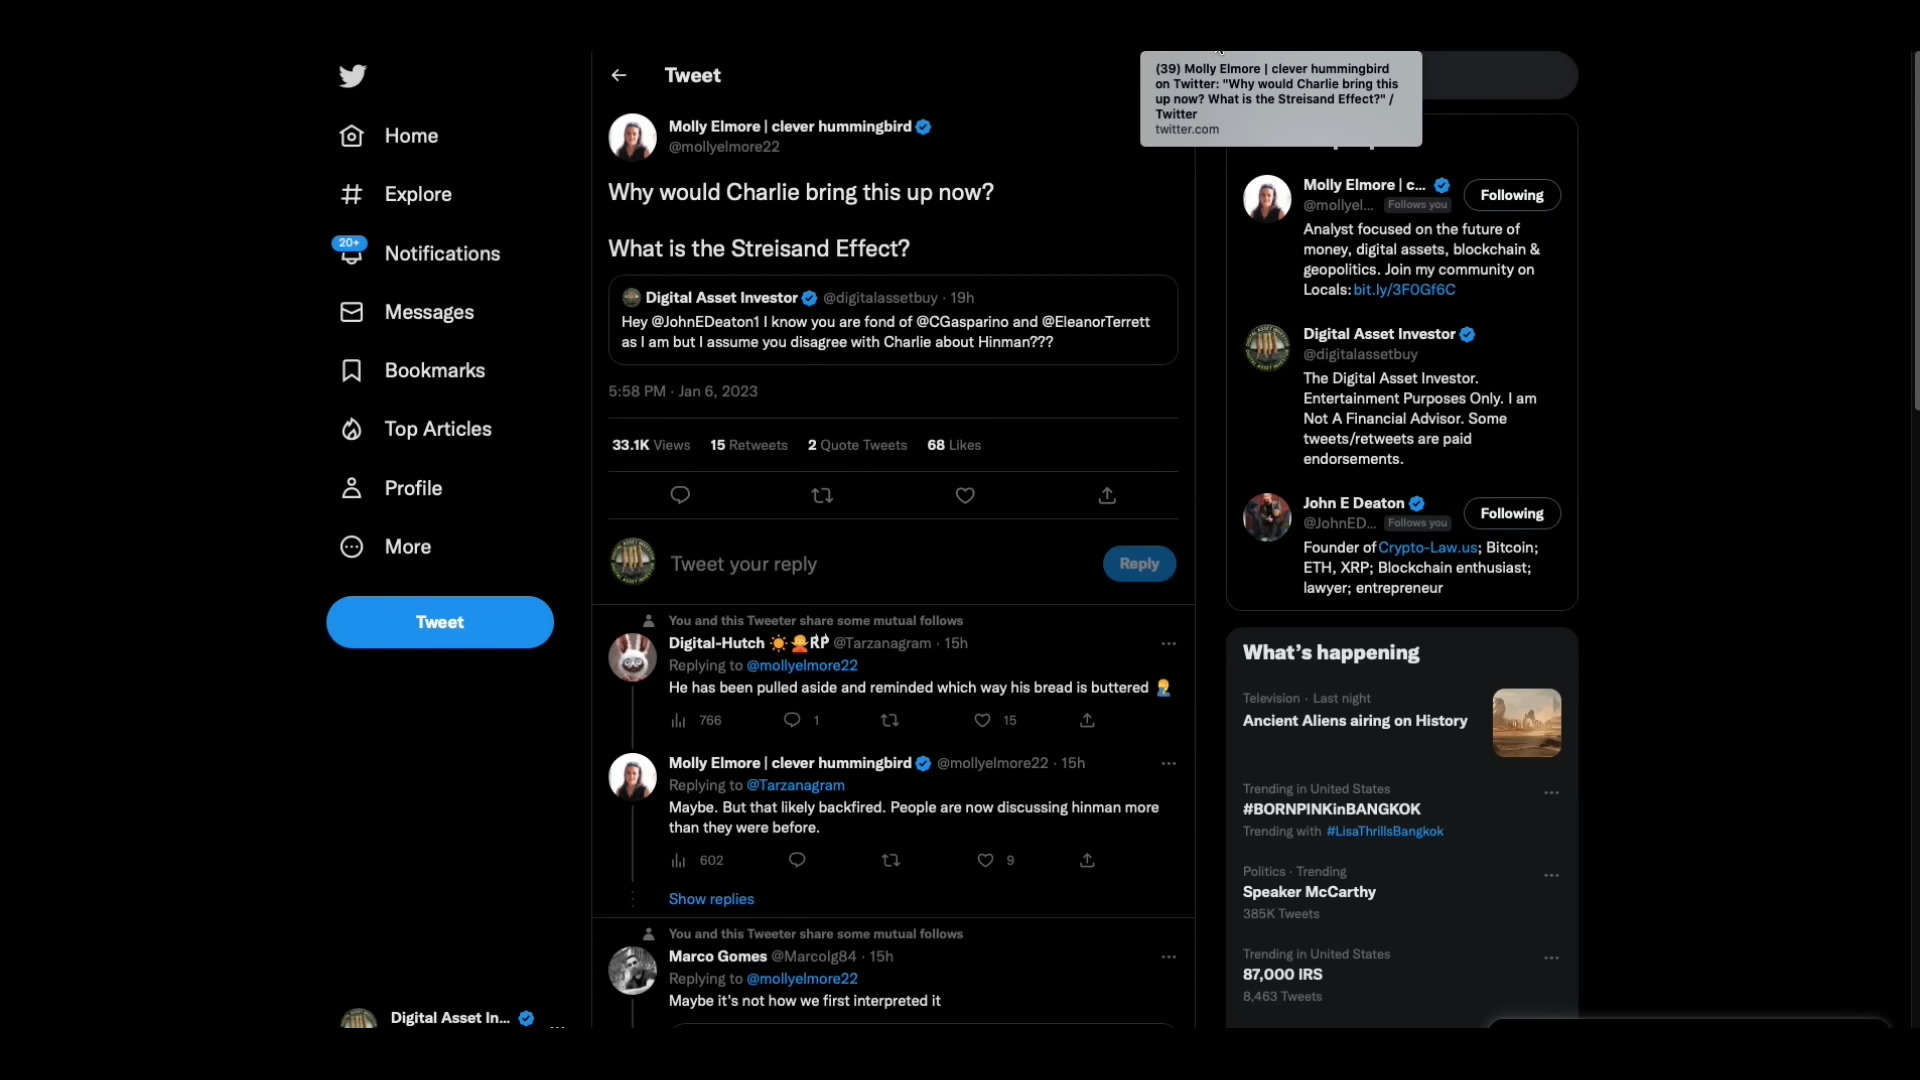 Home
Explore
20+
Notifications
Messages
Bookmarks
Top Articles
Profile
More
Tweet
Digital Asset In...
Tweet
Molly Elmore | clever hummingbird
@mollyelmore22
Why would Charlie bring this up now?
What is the Streisand Effect?
Digital Asset Investor @digitalassetbuy · 19h
Hey @JohnEDeaton1 I know you are fond of @CGasparino and @EleanorTerrett
as I am but I assume you disagree with Charlie about Hinman???
5:58 PM · Jan 6, 2023
33.1K Views 15 Retweets 2 Quote Tweets 68 Likes
Tweet your reply
Reply
You and this Tweeter share some mutual follows
Digital-Hutch ☀️🙅RP @Tarzanagram · 15h
Replying to @mollyelmore22
He has been pulled aside and reminded which way his bread is buttered 🤦‍♂️
766 1 15
Molly Elmore | clever hummingbird @mollyelmore22 · 15h
Replying to @Tarzanagram
Maybe. But that likely backfired. People are now discussing hinman more
than they were before.
602 9
Show replies
You and this Tweeter share some mutual follows
Marco Gomes @Marcolg84 · 15h
Replying to @mollyelmore22
Maybe it's not how we first interpreted it
(39) Molly Elmore | clever hummingbird
on Twitter: "Why would Charlie bring this
up now? What is the Streisand Effect?" /
Twitter
twitter.com
Molly Elmore | c...
@mollyel... Follows you
Following
Analyst focused on the future of
money, digital assets, blockchain &
geopolitics. Join my community on
Locals: bit.ly/3F0Gf6C
Digital Asset Investor
@digitalassetbuy
The Digital Asset Investor.
Entertainment Purposes Only. I am
Not A Financial Advisor. Some
tweets/retweets are paid
endorsements.
John E Deaton
@JohnED... Follows you
Following
Founder of Crypto-Law.us; Bitcoin;
ETH, XRP; Blockchain enthusiast;
lawyer; entrepreneur
What's happening
Television · Last night
Ancient Aliens airing on History
Trending in United States
#BORNPINKinBANGKOK
Trending with #LisaThrillsBangkok
Politics · Trending
Speaker McCarthy
385K Tweets
Trending in United States
87,000 IRS
8,463 Tweets